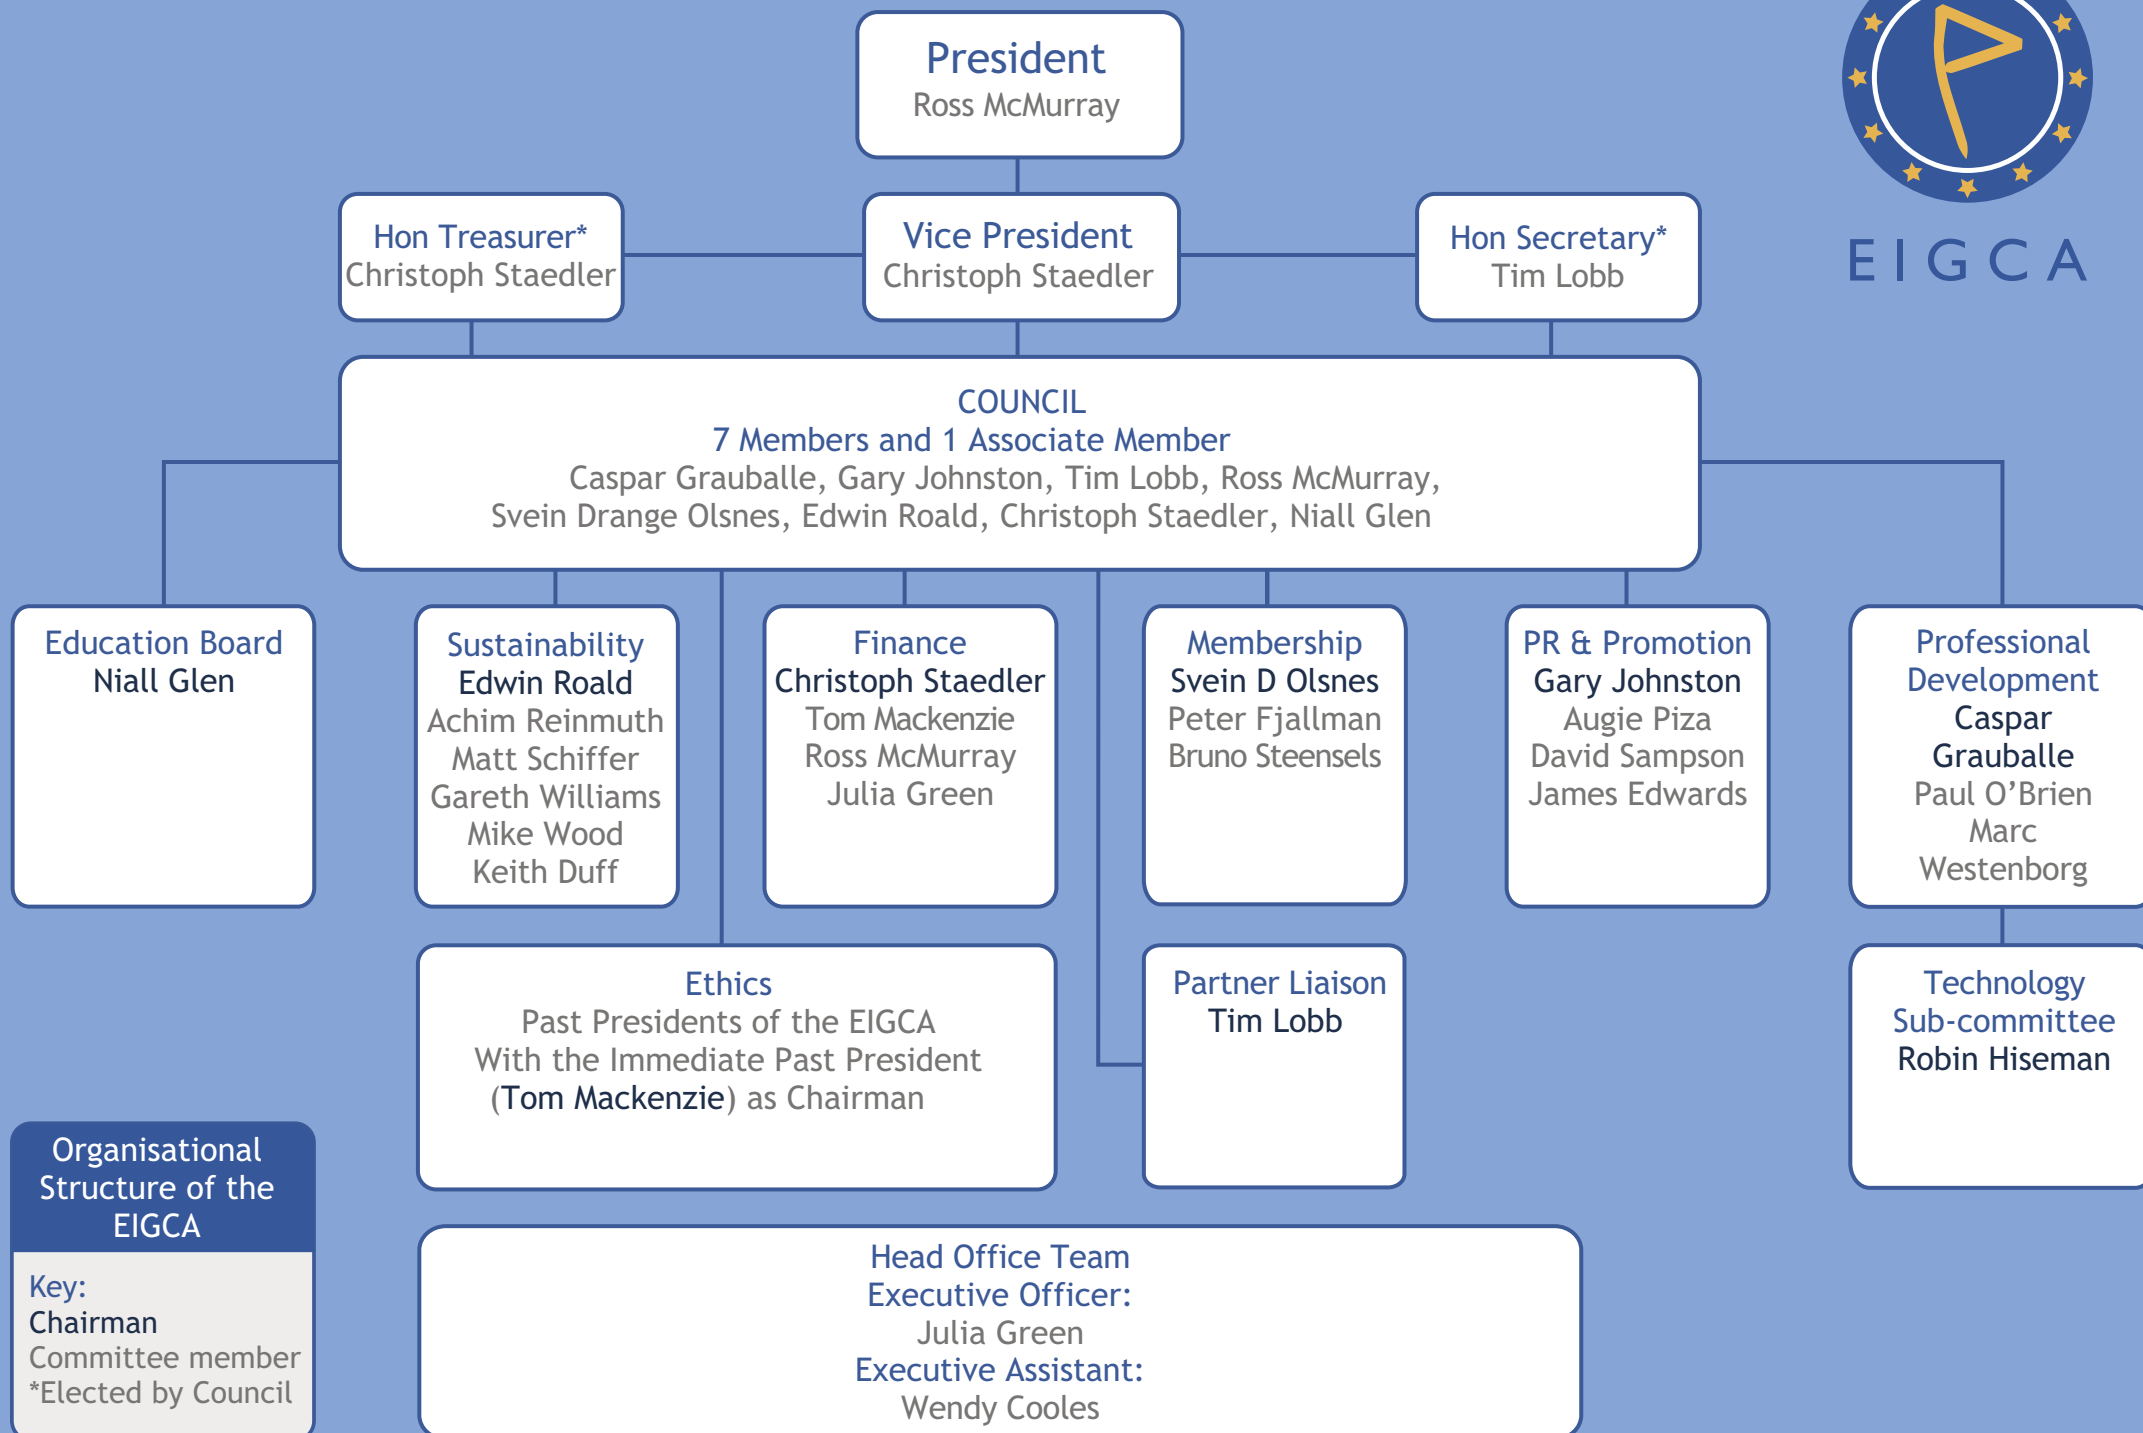 President
Ross McMurray
EIGCA
Hon Treasurer*
Christoph Staedler
Vice President
Christoph Staedler
Hon Secretary*
Tim Lobb
COUNCIL
7 Members and 1 Associate Member
Caspar Grauballe, Gary Johnston, Tim Lobb, Ross McMurray,
Svein Drange Olsnes, Edwin Roald, Christoph Staedler, Niall Glen
Education Board
Niall Glen
Sustainability
Edwin Roald
Achim Reinmuth
Matt Schiffer
Gareth Williams
Mike Wood
Keith Duff
Finance
Christoph Staedler
Tom Mackenzie
Ross McMurray
Julia Green
Membership
Svein D Olsnes
Peter Fjallman
Bruno Steensels
PR & Promotion
Gary Johnston
Augie Piza
David Sampson
James Edwards
Professional
Development
Caspar
Grauballe
Paul O’Brien
Marc
Westenborg
Ethics
Past Presidents of the EIGCA
With the Immediate Past President
(Tom Mackenzie) as Chairman
Partner Liaison
Tim Lobb
Technology
Sub-committee
Robin Hiseman
Organisational
Structure of the
EIGCA
Key:
Chairman
Committee member
*Elected by Council
Head Office Team
Executive Officer:
Julia Green
Executive Assistant:
Wendy Cooles